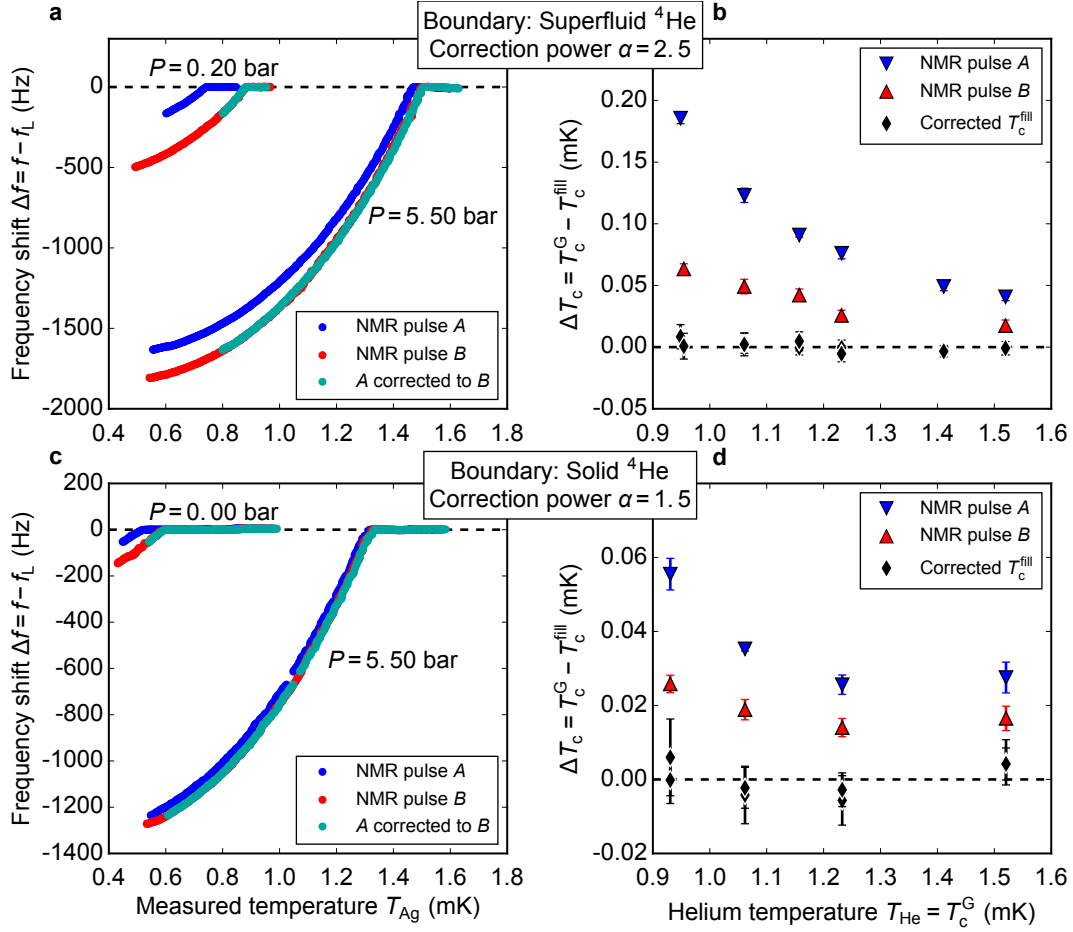 a
Boundary: Superfluid ⁴He
Correction power α = 2.5
b
P = 0.20 bar
P = 5.50 bar
NMR pulse A
NMR pulse B
A corrected to B
Frequency shift Δf = f − f_L (Hz)
0
-500
-1000
-1500
-2000
0.4 0.6 0.8 1.0 1.2 1.4 1.6 1.8
NMR pulse A
NMR pulse B
Corrected T_c^fill
ΔT_c = T_c^G − T_c^fill (mK)
0.20
0.15
0.10
0.05
0.00
-0.05
0.9 1.0 1.1 1.2 1.3 1.4 1.5 1.6
c
Boundary: Solid ⁴He
Correction power α = 1.5
d
P = 0.00 bar
P = 5.50 bar
NMR pulse A
NMR pulse B
A corrected to B
Frequency shift Δf = f − f_L (Hz)
200
0
-200
-400
-600
-800
-1000
-1200
-1400
0.4 0.6 0.8 1.0 1.2 1.4 1.6 1.8
Measured temperature T_Ag (mK)
NMR pulse A
NMR pulse B
Corrected T_c^fill
ΔT_c = T_c^G − T_c^fill (mK)
0.06
0.04
0.02
0.00
-0.02
0.9 1.0 1.1 1.2 1.3 1.4 1.5 1.6
Helium temperature T_He = T_c^G (mK)